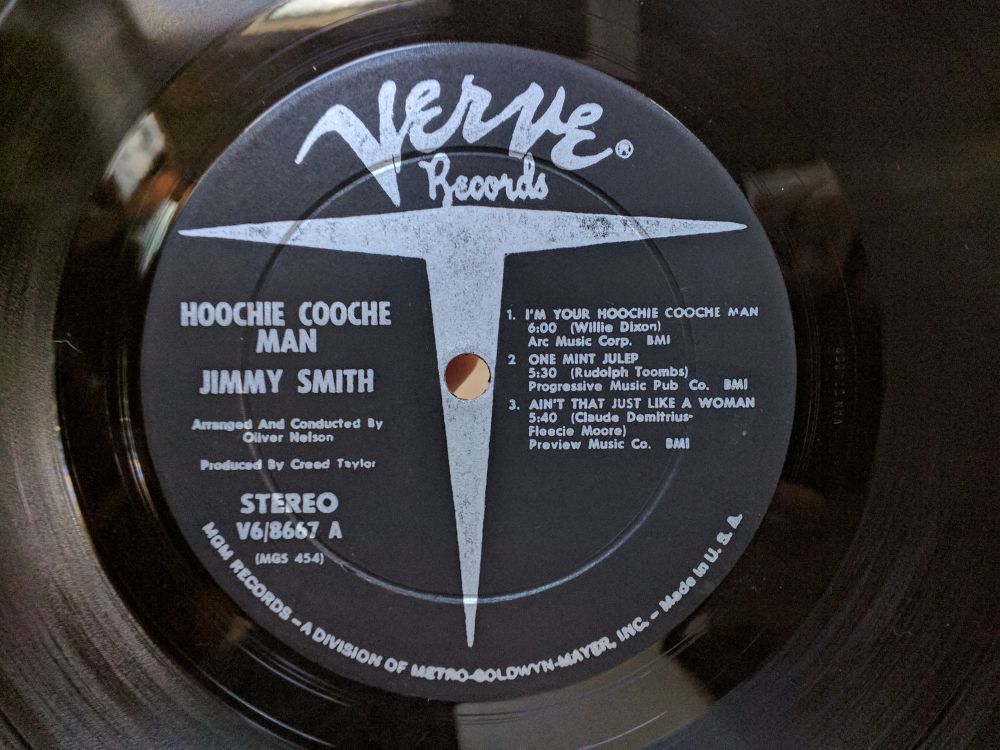 Verve®
Records
HOOCHIE COOCHE
MAN
JIMMY SMITH
Arranged And Conducted By
Oliver Nelson
Produced By Creed Taylor
STEREO
V6/8667 A
(MGS 454)
1. I'M YOUR HOOCHIE COOCHE MAN
6:00 (Willie Dixon)
Arc Music Corp. BMI
2 ONE MINT JULEP
5:30 (Rudolph Toombs)
Progressive Music Pub Co. BMI
3. AIN'T THAT JUST LIKE A WOMAN
5:40 (Claude Demitrius-
Fleecie Moore)
Preview Music Co. BMI
MGM RECORDS – A DIVISION OF METRO-GOLDWYN-MAYER, INC. – Made in U. S. A.